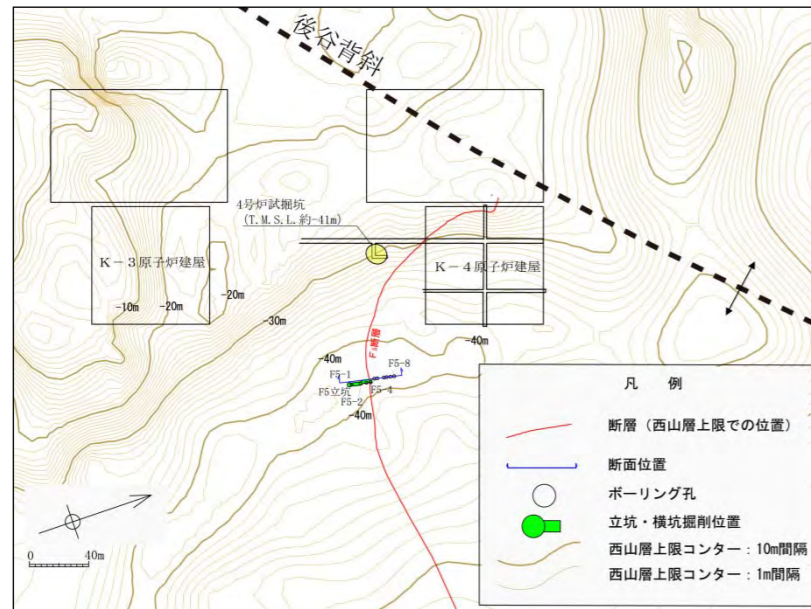 後谷背斜
4号炉試掘坑
(T.M.S.L.約-41m)
K-3原子炉建屋
K-4原子炉建屋
-10m
-20m
-20m
-30m
-40m
F5断層
-40m
F5-1
F5-8
F5立坑
F5-4
F5-2
-40m
0
40m
凡 例
断層(西山層上限での位置)
断面位置
ボーリング孔
立坑・横坑掘削位置
西山層上限コンター:10m間隔
西山層上限コンター:1m間隔